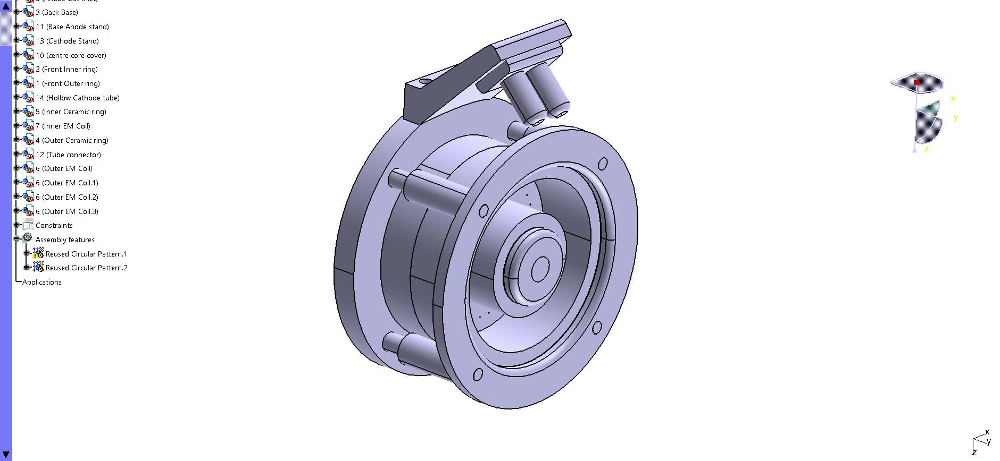 3 (Back Base)
11 (Base Anode stand)
13 (Cathode Stand)
10 (centre core cover)
2 (Front Inner ring)
1 (Front Outer ring)
14 (Hollow Cathode tube)
5 (Inner Ceramic ring)
7 (Inner EM Coil)
4 (Outer Ceramic ring)
12 (Tube connector)
6 (Outer EM Coil)
6 (Outer EM Coil.1)
6 (Outer EM Coil.2)
6 (Outer EM Coil.3)
Constraints
Assembly features
Reused Circular Pattern.1
Reused Circular Pattern.2
Applications
x
y
z
x
y
z